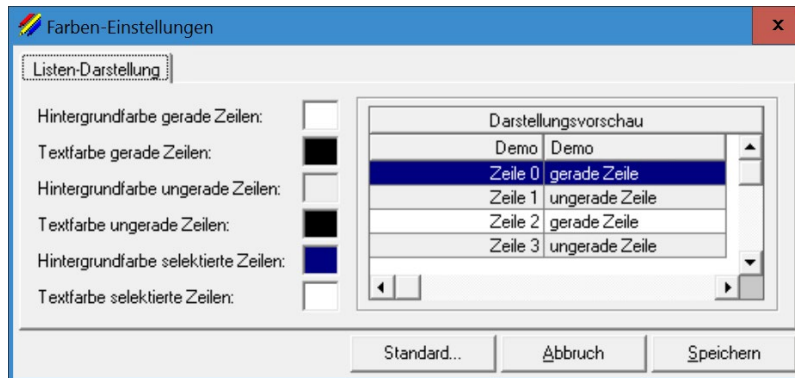 Farben-Einstellungen
x
Listen-Darstellung
Hintergrundfarbe gerade Zeilen:
Textfarbe gerade Zeilen:
Hintergrundfarbe ungerade Zeilen:
Textfarbe ungerade Zeilen:
Hintergrundfarbe selektierte Zeilen:
Textfarbe selektierte Zeilen:
Darstellungsvorschau
Demo Demo
Zeile 0 gerade Zeile
Zeile 1 ungerade Zeile
Zeile 2 gerade Zeile
Zeile 3 ungerade Zeile
Standard... Abbruch Speichern